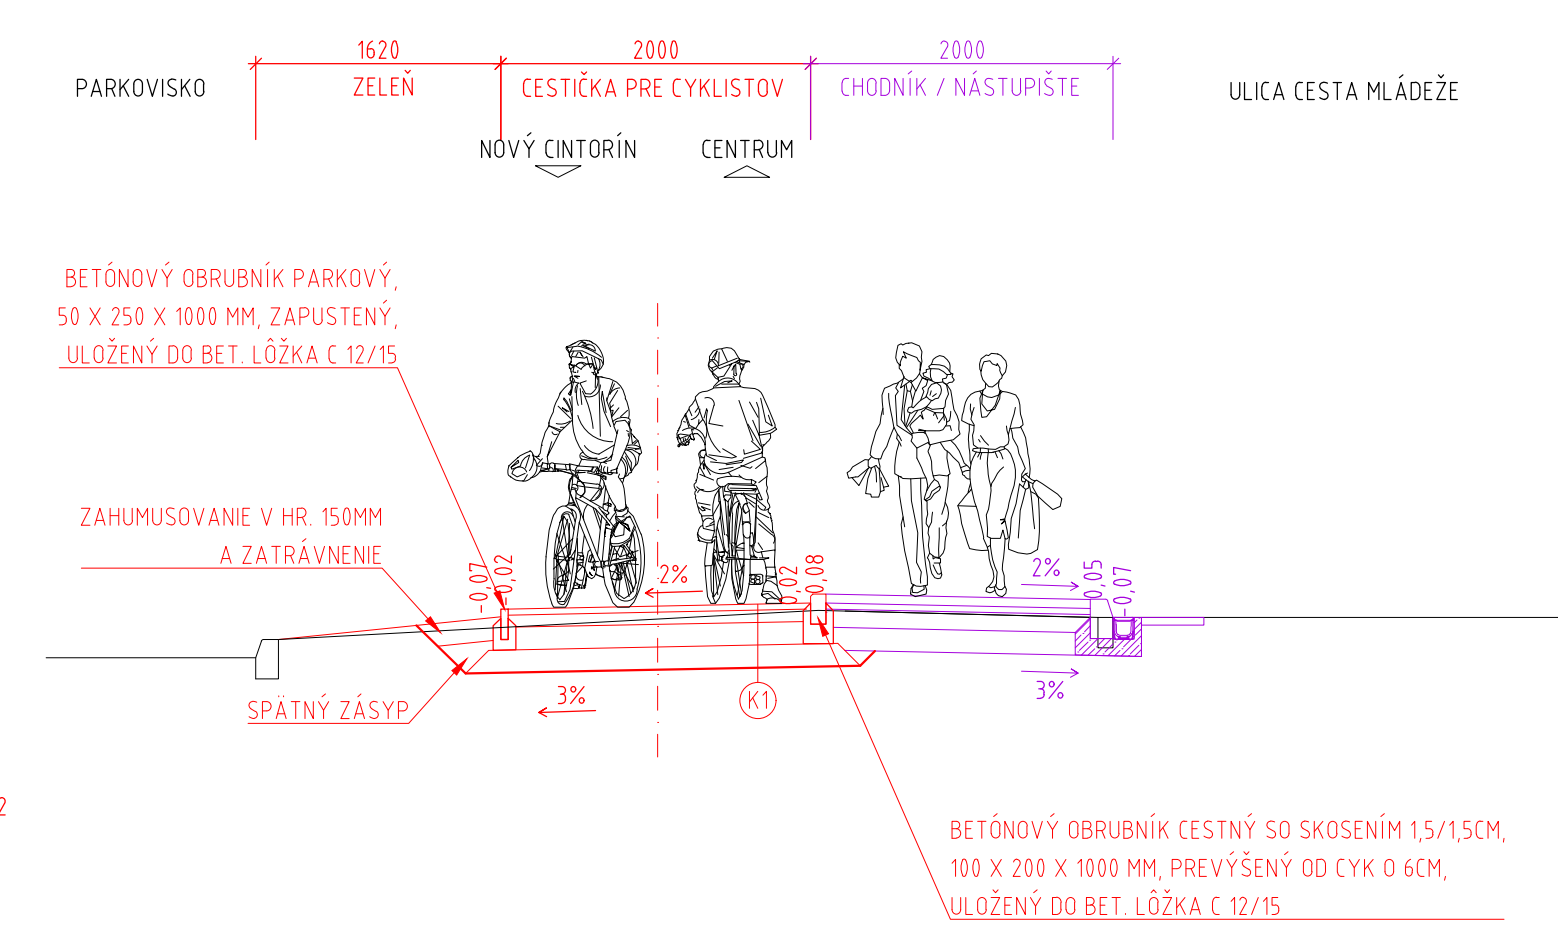 1620
2000
2000
PARKOVISKO
ZELEŇ
CESTIČKA PRE CYKLISTOV
CHODNÍK / NÁSTUPIŠTE
ULICA CESTA MLÁDEŽE
NOVÝ CINTORÍN
CENTRUM
BETÓNOVÝ OBRUBNÍK PARKOVÝ,
50 X 250 X 1000 MM, ZAPUSTENÝ,
ULOŽENÝ DO BET. LÔŽKA C 12/15
ZAHUMUSOVANIE V HR. 150MM
A ZATRÁVNENIE
-0,07
-0,02
2%
0,02
0,08
2%
0,05
-0,07
SPÄTNÝ ZÁSYP
3%
K1
3%
2
BETÓNOVÝ OBRUBNÍK CESTNÝ SO SKOSENÍM 1,5/1,5CM,
100 X 200 X 1000 MM, PREVÝŠENÝ OD CYK O 6CM,
ULOŽENÝ DO BET. LÔŽKA C 12/15